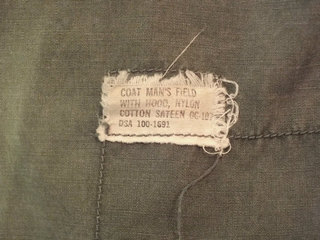 COAT MAN'S FIELD
WITH HOOD, NYLON
COTTON SATEEN OG-107
DSA 100-1691